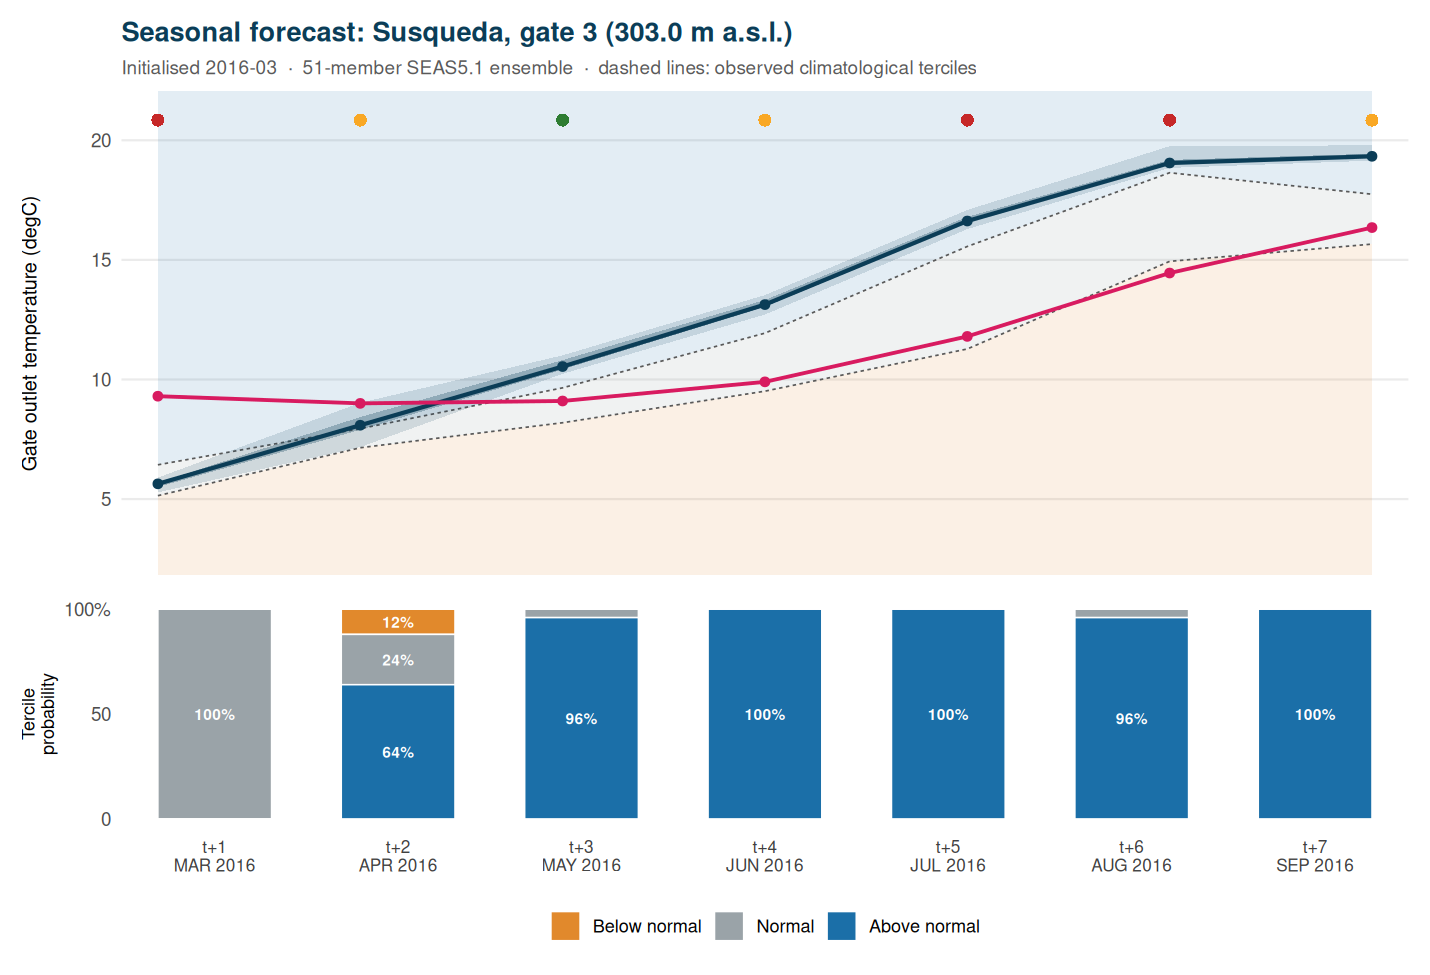 Seasonal forecast: Susqueda, gate 3 (303.0 m a.s.l.)
Initialised 2016-03 · 51-member SEAS5.1 ensemble · dashed lines: observed climatological terciles
Gate outlet temperature (degC)
20
15
10
5
Tercile
probability
100%
50
0
100%
12%
24%
64%
96%
100%
100%
96%
100%
t+1
MAR 2016
t+2
APR 2016
t+3
MAY 2016
t+4
JUN 2016
t+5
JUL 2016
t+6
AUG 2016
t+7
SEP 2016
Below normal
Normal
Above normal